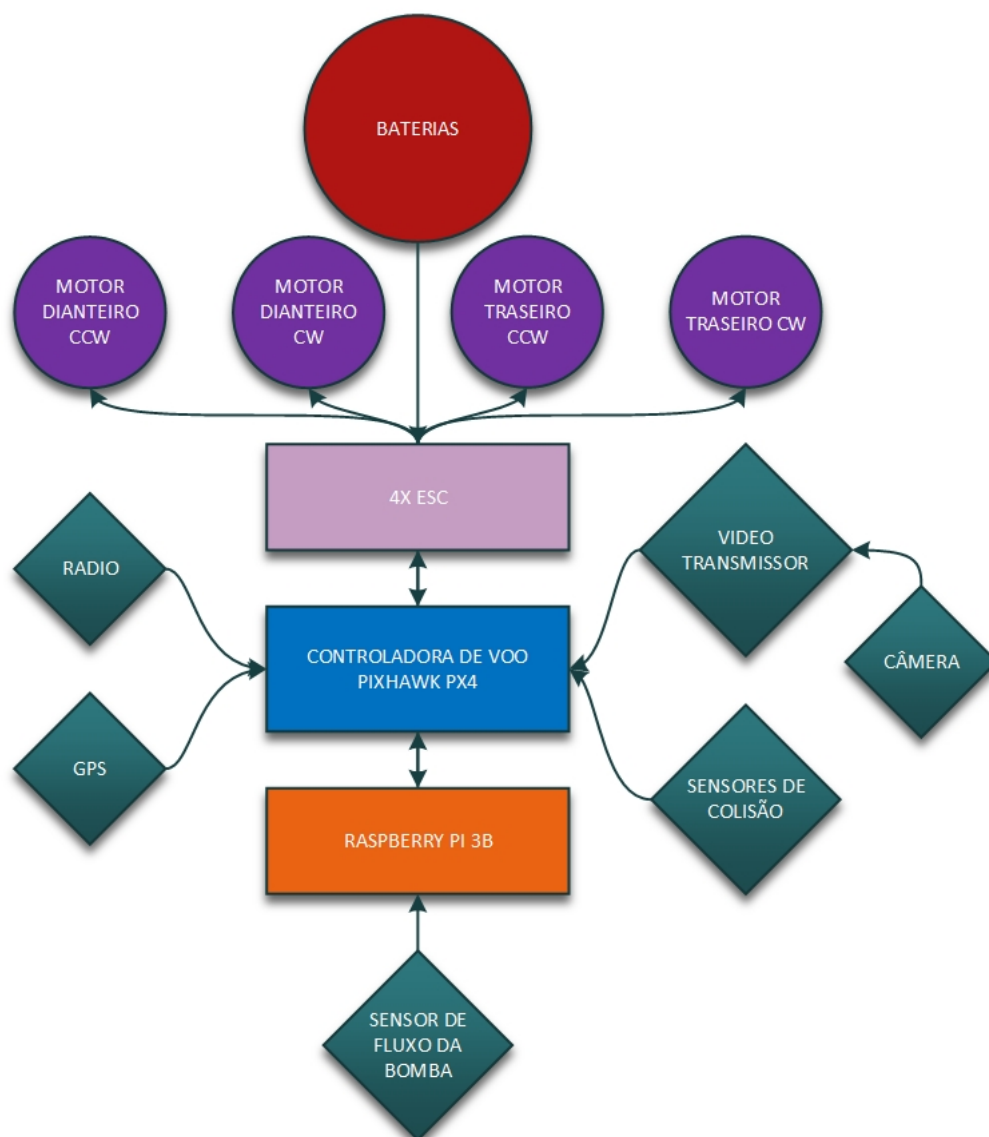 BATERIAS
MOTOR
DIANTEIRO
CCW
MOTOR
DIANTEIRO
CW
MOTOR
TRASEIRO
CCW
MOTOR
TRASEIRO CW
4X ESC
RADIO
VIDEO
TRANSMISSOR
CONTROLADORA DE VOO
PIXHAWK PX4
CÂMERA
GPS
SENSORES DE
COLISÃO
RASPBERRY PI 3B
SENSOR DE
FLUXO DA
BOMBA